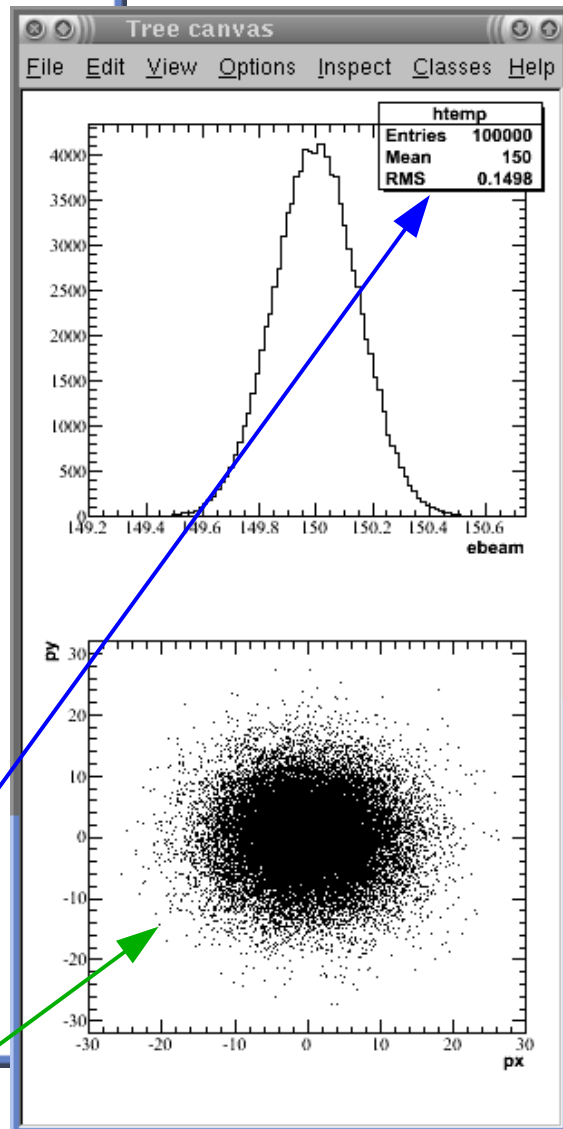 Tree canvas
File Edit View Options Inspect Classes Help
htemp
Entries 100000
Mean 150
RMS 0.1498
4000
3500
3000
2500
2000
1500
1000
500
0
149.2 149.4 149.6 149.8 150 150.2 150.4 150.6
ebeam
py
30
20
10
0
-10
-20
-30
-30 -20 -10 0 10 20 30
px